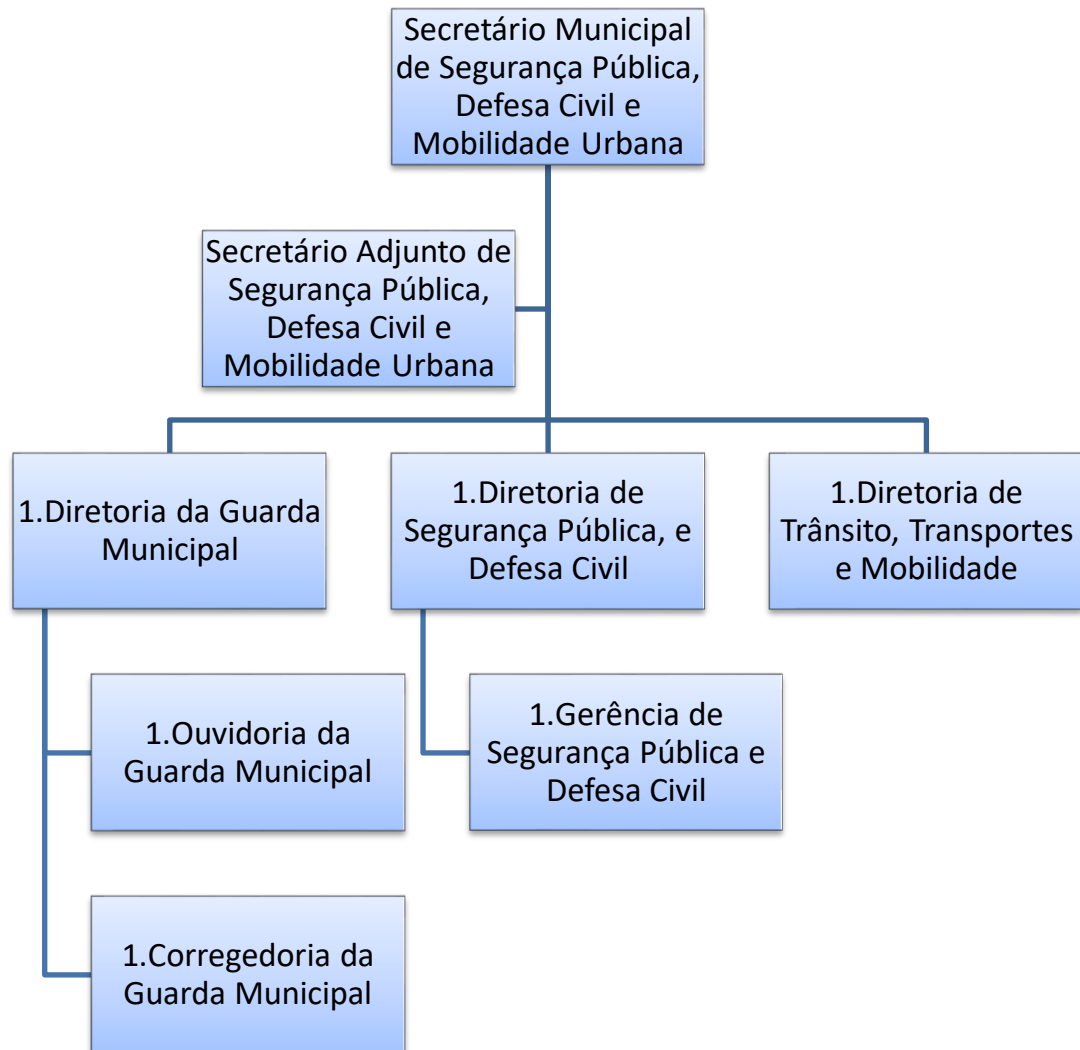 Secretário Municipal
de Segurança Pública,
Defesa Civil e
Mobilidade Urbana
Secretário Adjunto de
Segurança Pública,
Defesa Civil e
Mobilidade Urbana
1.Diretoria da Guarda
Municipal
1.Diretoria de
Segurança Pública, e
Defesa Civil
1.Diretoria de
Trânsito, Transportes
e Mobilidade
1.Ouvidoria da
Guarda Municipal
1.Gerência de
Segurança Pública e
Defesa Civil
1.Corregedoria da
Guarda Municipal